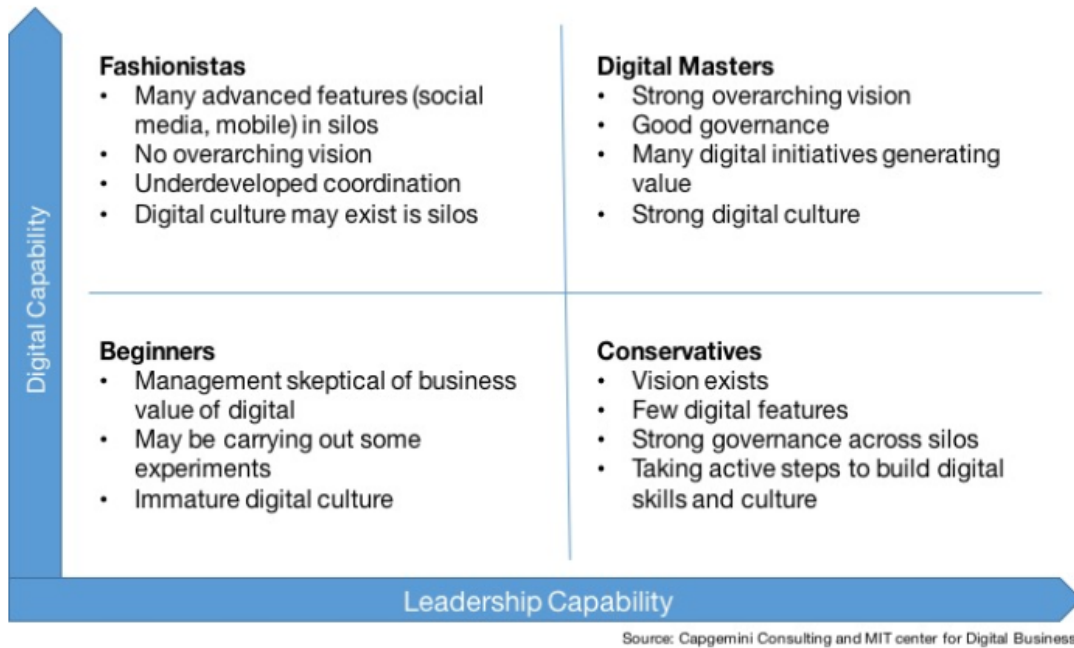 Fashionistas
• Many advanced features (social
media, mobile) in silos
• No overarching vision
• Underdeveloped coordination
• Digital culture may exist is silos
Digital Masters
• Strong overarching vision
• Good governance
• Many digital initiatives generating
value
• Strong digital culture
Digital Capability
Beginners
• Management skeptical of business
value of digital
• May be carrying out some
experiments
• Immature digital culture
Conservatives
• Vision exists
• Few digital features
• Strong governance across silos
• Taking active steps to build digital
skills and culture
Leadership Capability
Source: Capgemini Consulting and MIT center for Digital Business